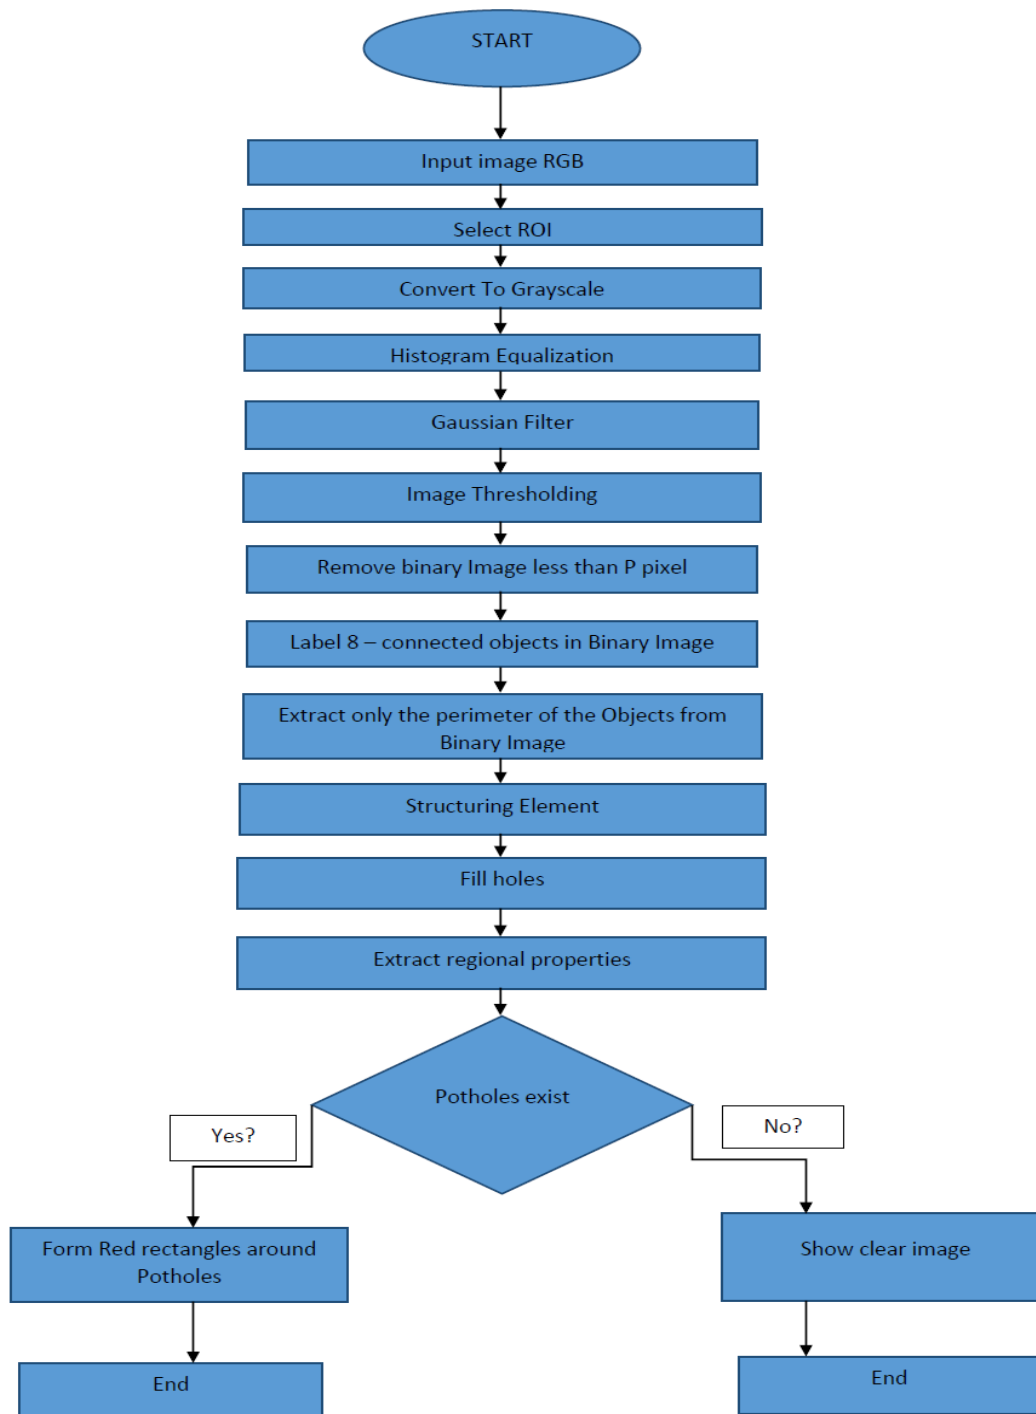 START
Input image RGB
Select ROI
Convert To Grayscale
Histogram Equalization
Gaussian Filter
Image Thresholding
Remove binary Image less than P pixel
Label 8 – connected objects in Binary Image
Extract only the perimeter of the Objects from
Binary Image
Structuring Element
Fill holes
Extract regional properties
Potholes exist
Yes?
No?
Form Red rectangles around
Potholes
Show clear image
End
End